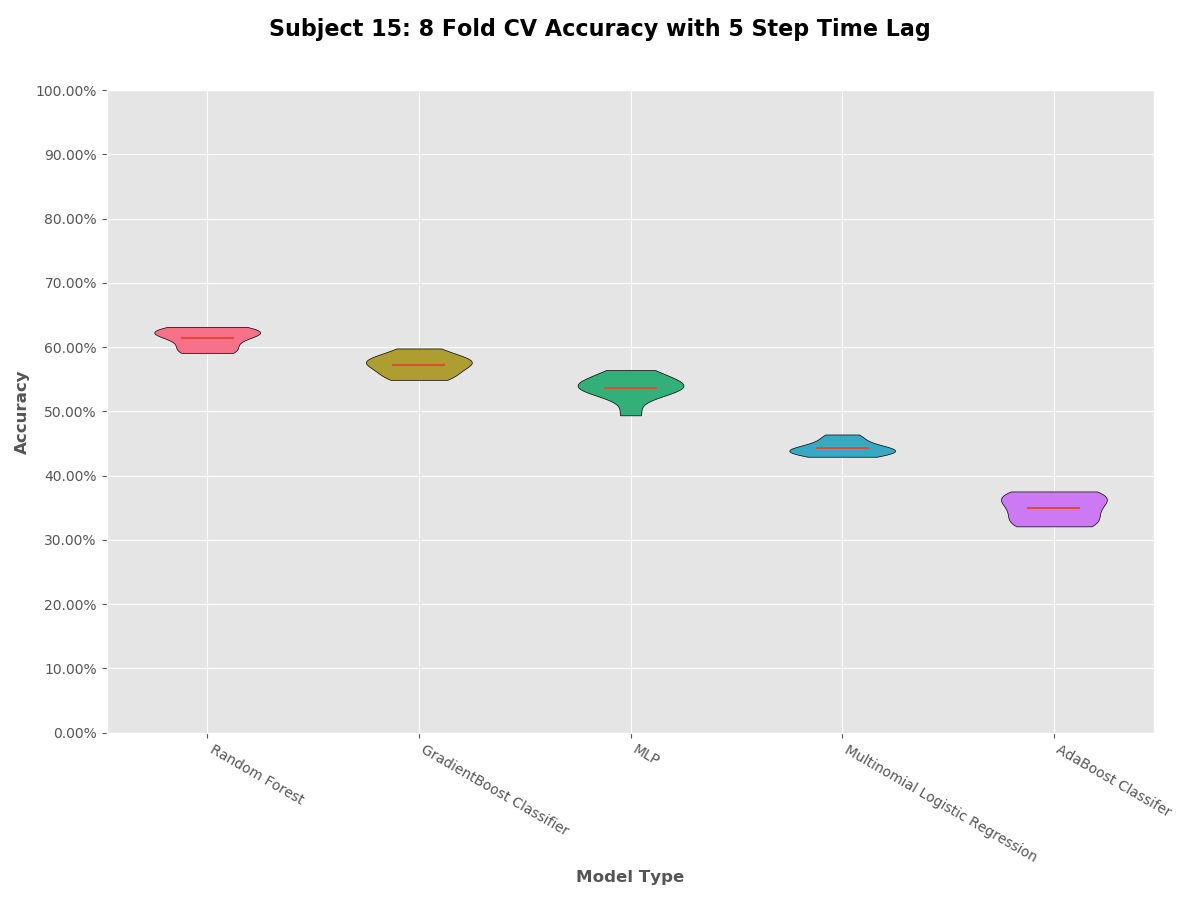 Subject 15: 8 Fold CV Accuracy with 5 Step Time Lag
100.00%
90.00%
80.00%
70.00%
60.00%
50.00%
40.00%
30.00%
20.00%
10.00%
0.00%
Accuracy
Random Forest
GradientBoost Classifier
MLP
Multinomial Logistic Regression
AdaBoost Classifer
Model Type